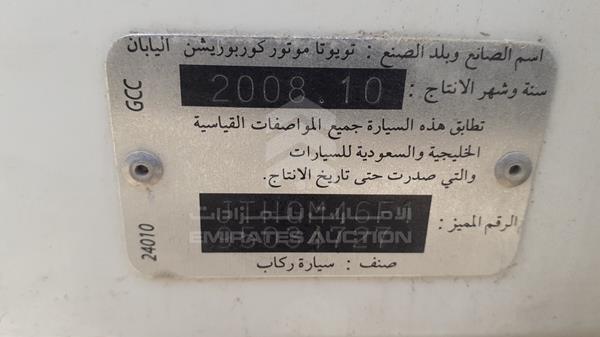 اسم الصانع وبلد الصنع : تويوتا موتور كوربوريشن اليابان
سنة وشهر الانتاج : 2008.10
تطابق هذه السيارة جميع المواصفات القياسية
الخليجية والسعودية للسيارات
والتي صدرت حتى تاريخ الانتاج.
الرقم المميز :
الامارات للمزادات
EMIRATES AUCTION
صنف : سيارة ركاب
GCC
24010